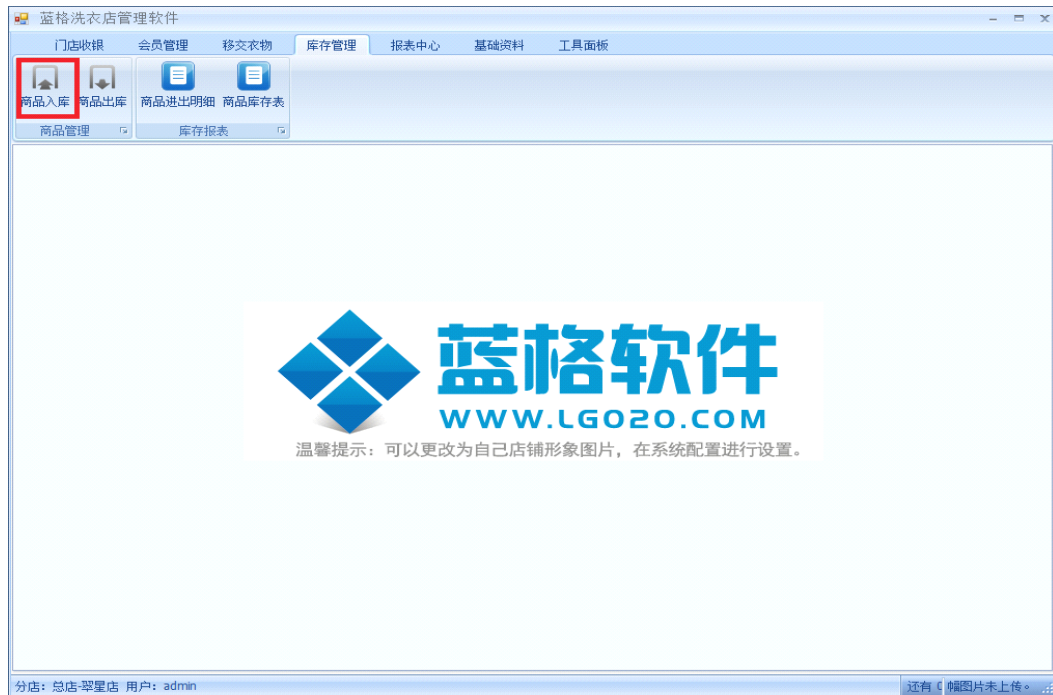 蓝格洗衣店管理软件
门店收银 会员管理 移交衣物 库存管理 报表中心 基础资料 工具面板
商品入库 商品出库 商品进出明细 商品库存表
商品管理 库存报表
蓝格软件
WWW.LGO20.COM
温馨提示：可以更改为自己店铺形象图片，在系统配置进行设置。
分店：总店-翠星店 用户：admin 还有 0 幅图片未上传。